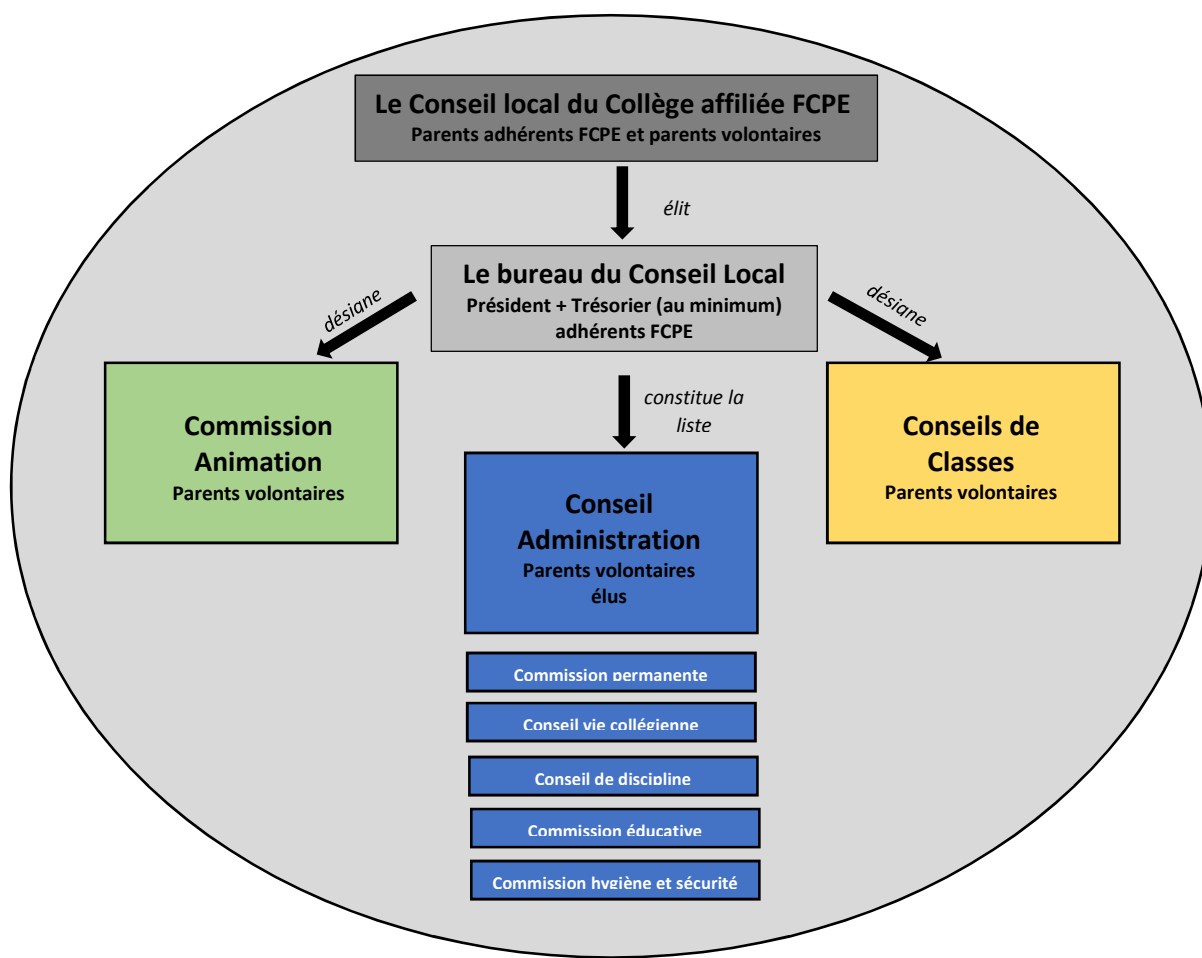 Le Conseil local du Collège affiliée FCPE
Parents adhérents FCPE et parents volontaires
élit
Le bureau du Conseil Local
Président + Trésorier (au minimum)
adhérents FCPE
désiane
désiane
constitue la
liste
Commission
Animation
Parents volontaires
Conseil
Administration
Parents volontaires
élus
Conseils de
Classes
Parents volontaires
Commission permanente
Conseil vie collégienne
Conseil de discipline
Commission éducative
Commission hygiène et sécurité